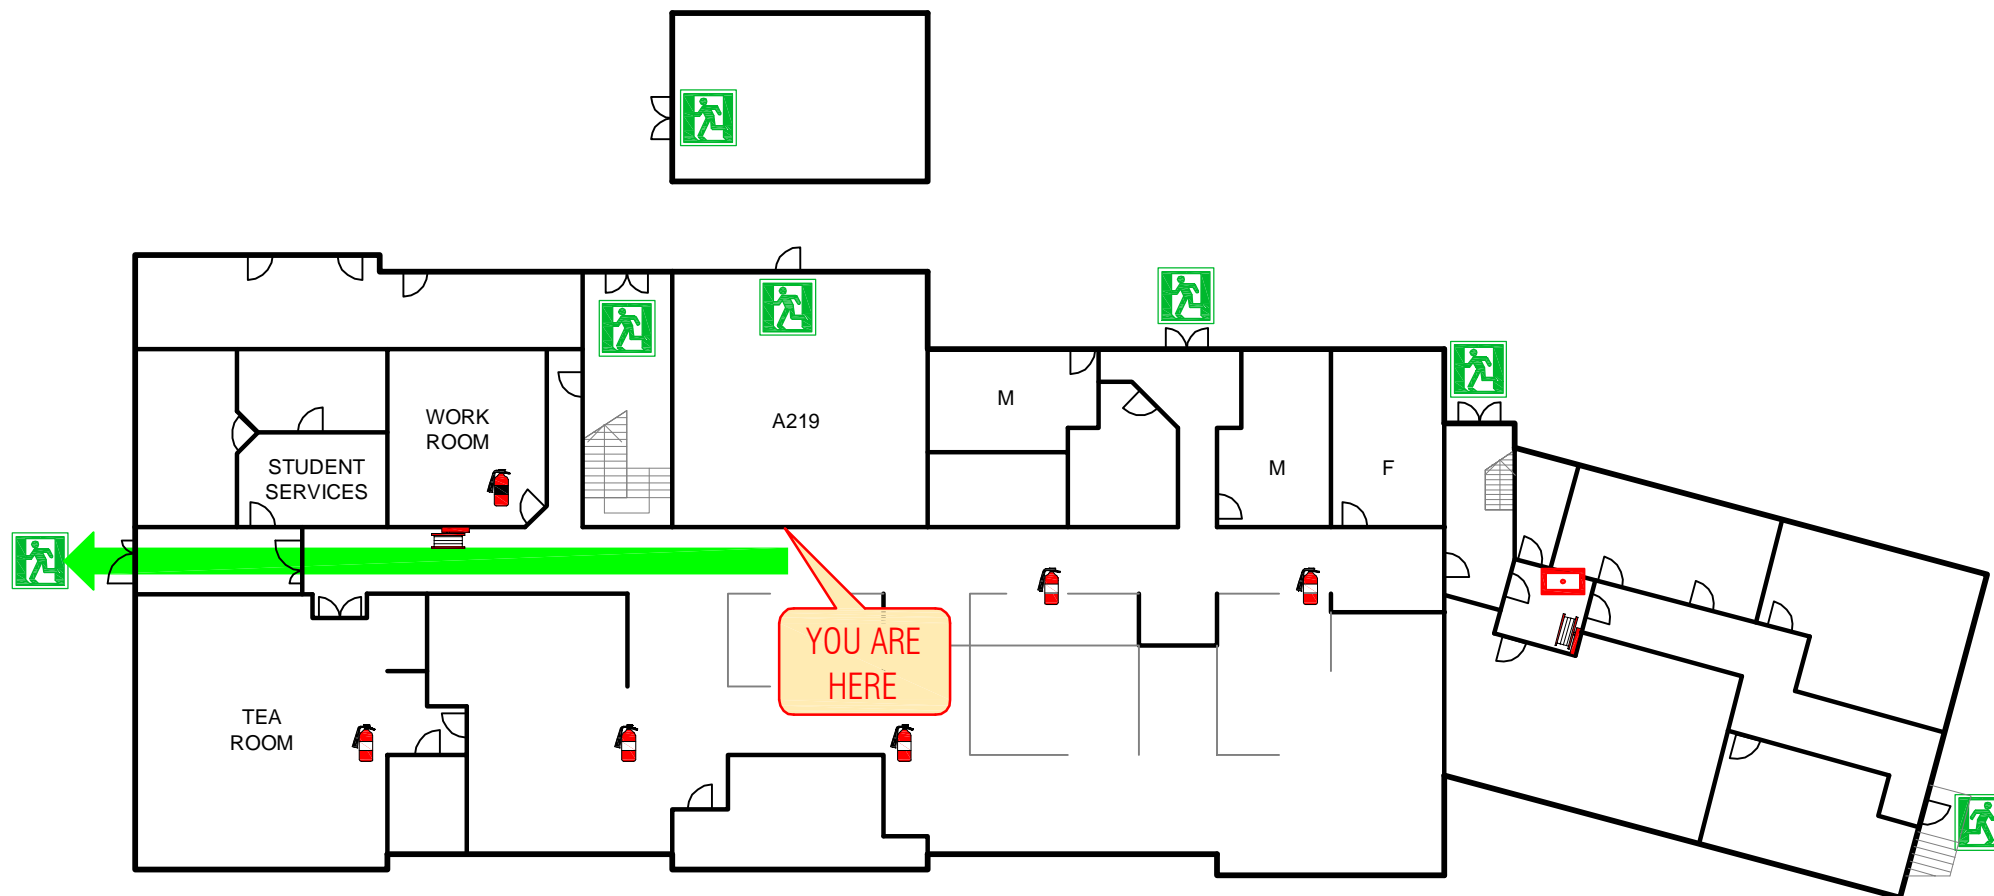 WORK
ROOM
A219
M
STUDENT
SERVICES
M
F
YOU ARE
HERE
TEA
ROOM